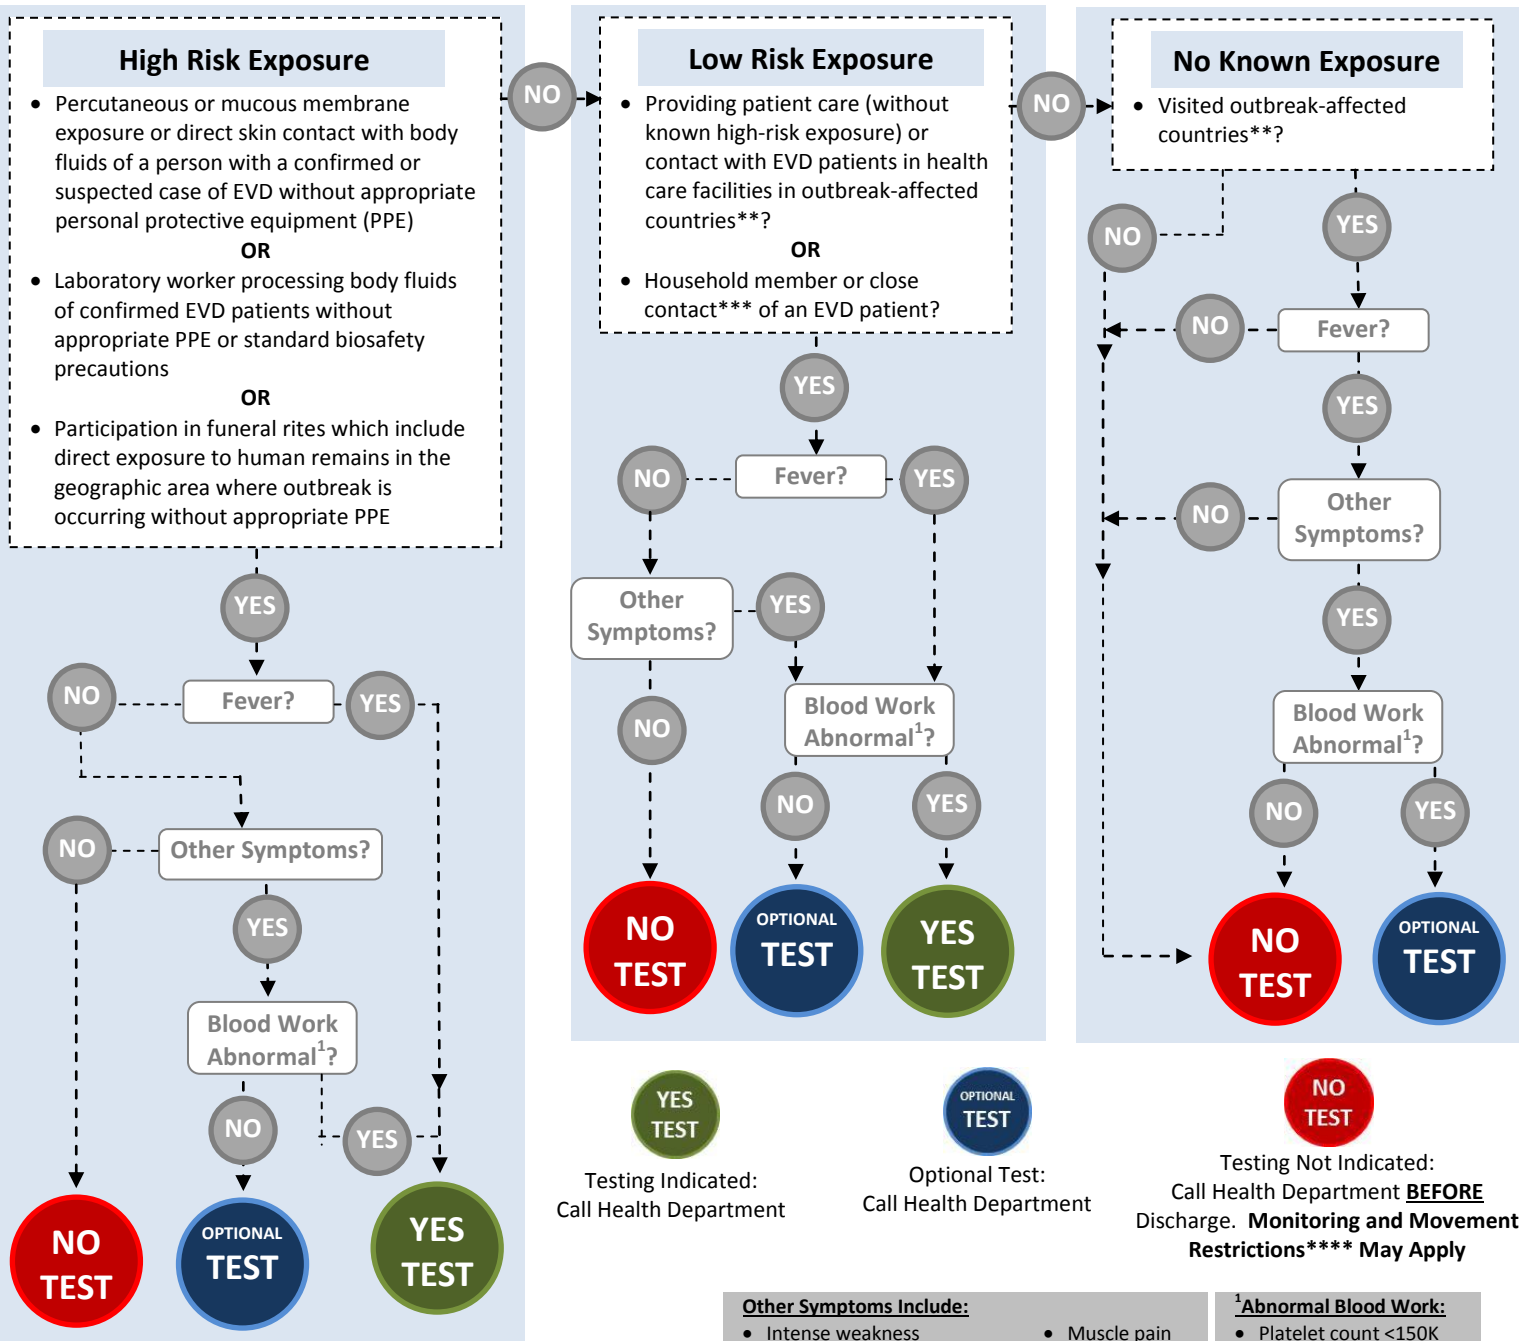 High Risk Exposure
• Percutaneous or mucous membrane
exposure or direct skin contact with body
fluids of a person with a confirmed or
suspected case of EVD without appropriate
personal protective equipment (PPE)
OR
• Laboratory worker processing body fluids
of confirmed EVD patients without
appropriate PPE or standard biosafety
precautions
OR
• Participation in funeral rites which include
direct exposure to human remains in the
geographic area where outbreak is
occurring without appropriate PPE
YES
NO
Fever?
YES
NO
Other Symptoms?
YES
Blood Work
Abnormal¹?
NO
YES
NO
TEST
OPTIONAL
TEST
YES
TEST
NO
Low Risk Exposure
• Providing patient care (without
known high-risk exposure) or
contact with EVD patients in health
care facilities in outbreak-affected
countries**?
OR
• Household member or close
contact*** of an EVD patient?
YES
NO
Fever?
YES
Other
Symptoms?
YES
NO
Blood Work
Abnormal¹?
NO
YES
NO
TEST
OPTIONAL
TEST
YES
TEST
NO
No Known Exposure
• Visited outbreak-affected
countries**?
NO
YES
NO
Fever?
YES
NO
Other
Symptoms?
YES
Blood Work
Abnormal¹?
NO
YES
NO
TEST
OPTIONAL
TEST
YES
TEST
Testing Indicated:
Call Health Department
OPTIONAL
TEST
Optional Test:
Call Health Department
NO
TEST
Testing Not Indicated:
Call Health Department BEFORE
Discharge. Monitoring and Movement
Restrictions**** May Apply
Other Symptoms Include:
• Intense weakness
• Muscle pain
¹Abnormal Blood Work:
• Platelet count <150K